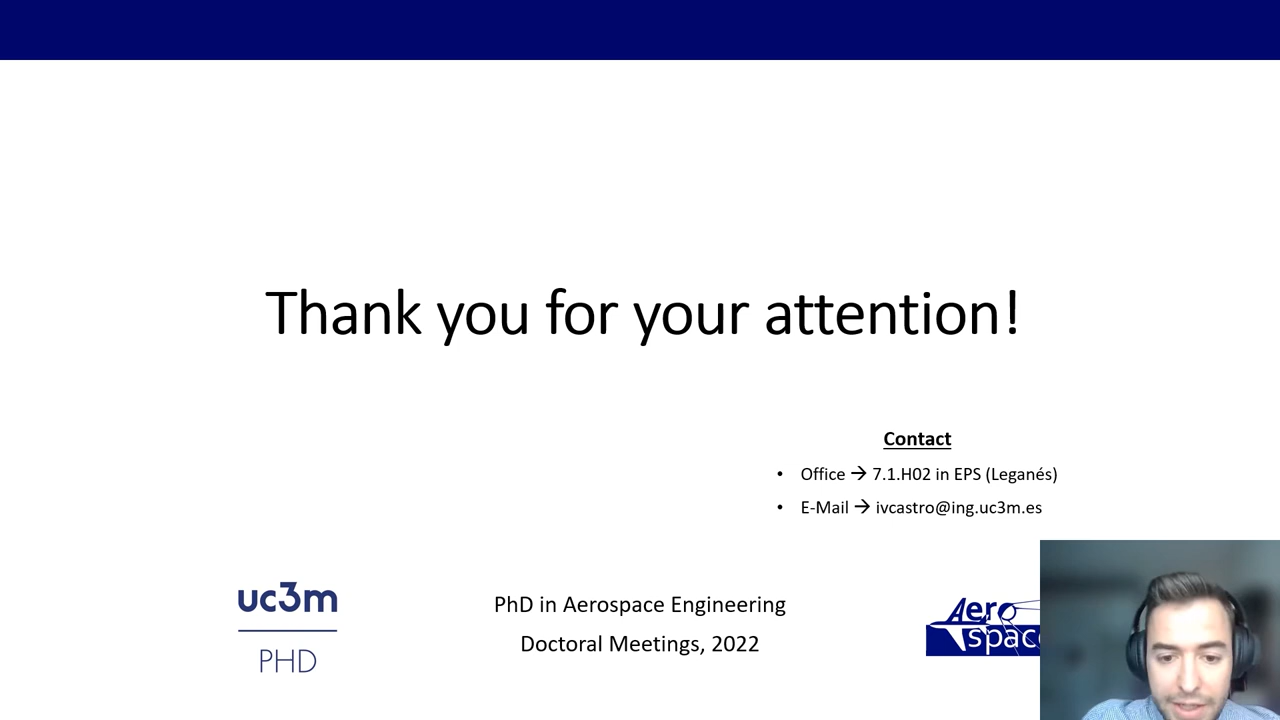 Thank you for your attention!
Contact
• Office → 7.1.H02 in EPS (Leganés)
• E-Mail → ivcastro@ing.uc3m.es
uc3m
PHD
PhD in Aerospace Engineering
Doctoral Meetings, 2022
Aero
space